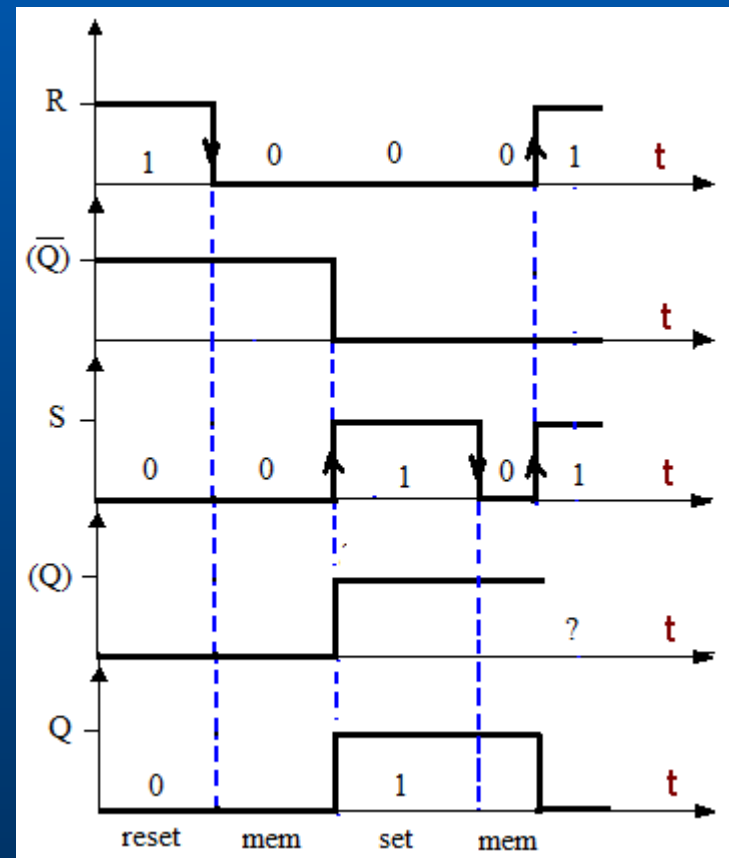 R
1 0 0 0 1 t
(Q̅)
t
S
0 0 1 0 1 t
(Q)
? t
Q
0 1 t
reset mem set mem